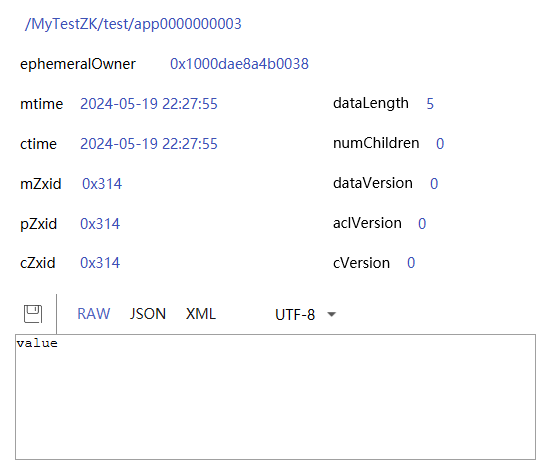 /MyTestZK/test/app0000000003
ephemeralOwner 0x1000dae8a4b0038
mtime 2024-05-19 22:27:55 dataLength 5
ctime 2024-05-19 22:27:55 numChildren 0
mZxid 0x314 dataVersion 0
pZxid 0x314 aclVersion 0
cZxid 0x314 cVersion 0
RAW JSON XML UTF-8
value